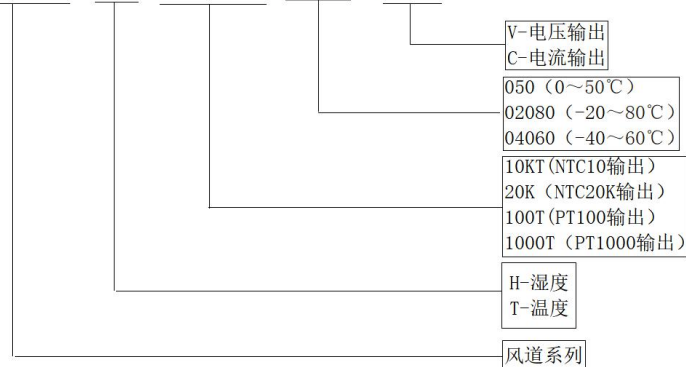 V-电压输出
C-电流输出
050（0～50℃）
02080（-20～80℃）
04060（-40～60℃）
10KT(NTC10输出）
20K（NTC20K输出）
100T(PT100输出）
1000T（PT1000输出）
H-湿度
T-温度
风道系列